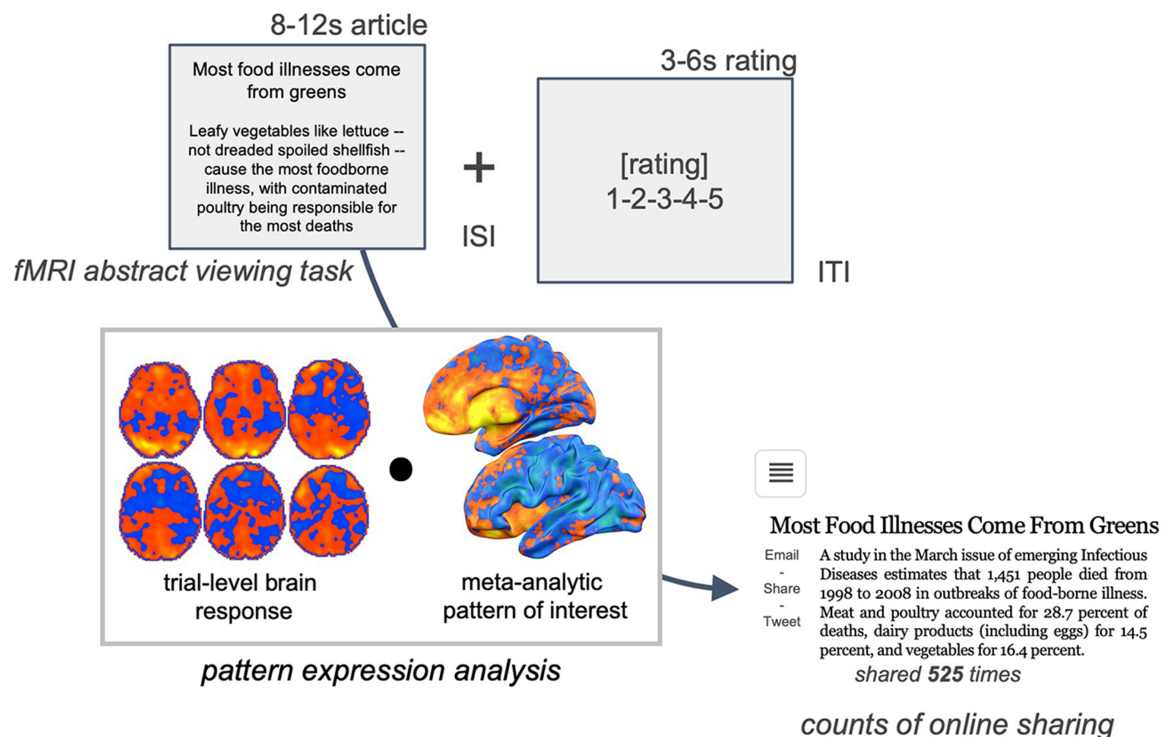 8-12s article
Most food illnesses come
from greens
Leafy vegetables like lettuce --
not dreaded spoiled shellfish --
cause the most foodborne
illness, with contaminated
poultry being responsible for
the most deaths
+
ISI
3-6s rating
[rating]
1-2-3-4-5
ITI
fMRI abstract viewing task
trial-level brain
response
meta-analytic
pattern of interest
pattern expression analysis
Most Food Illnesses Come From Greens
Email
-
Share
-
Tweet
A study in the March issue of emerging Infectious
Diseases estimates that 1,451 people died from
1998 to 2008 in outbreaks of food-borne illness.
Meat and poultry accounted for 28.7 percent of
deaths, dairy products (including eggs) for 14.5
percent, and vegetables for 16.4 percent.
shared 525 times
counts of online sharing